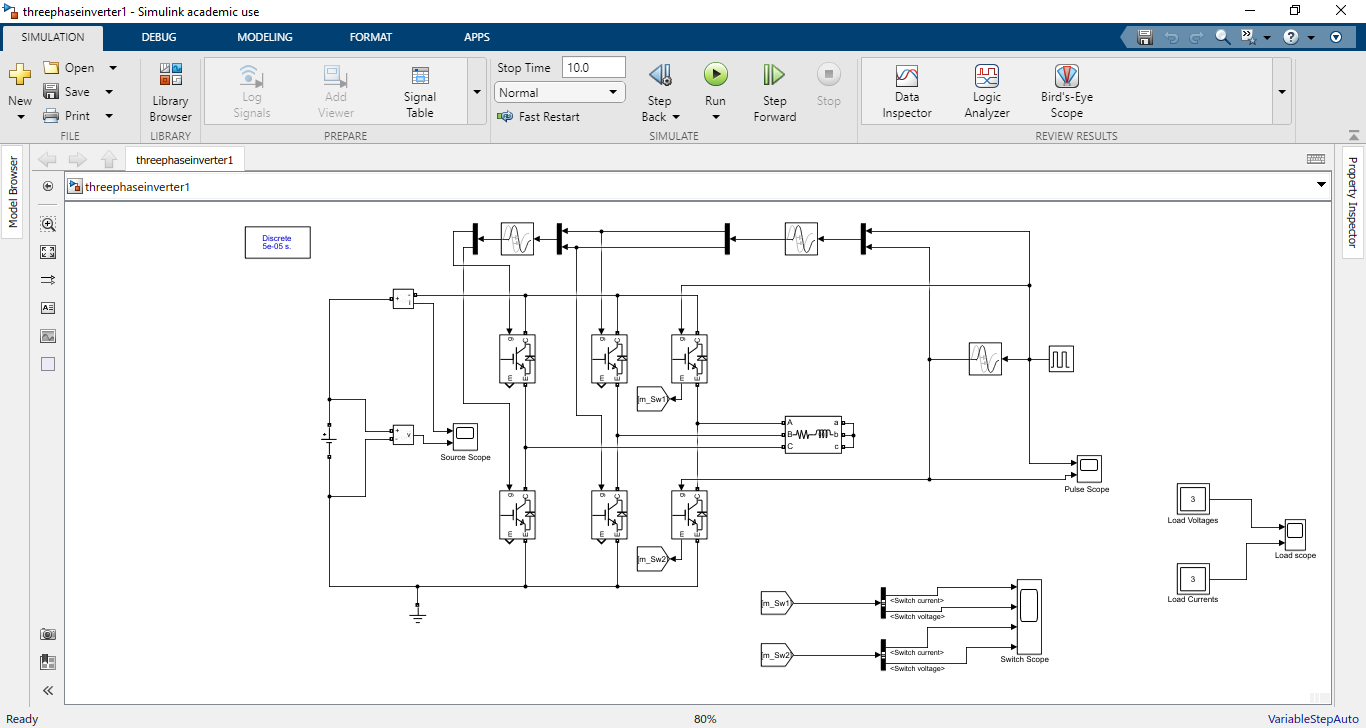 threephaseinverter1 - Simulink academic use
SIMULATION DEBUG MODELING FORMAT APPS
New
Open
Save
Print
FILE
Library
Browser
LIBRARY
Log
Signals
Add
Viewer
Signal
Table
PREPARE
Stop Time 10.0
Normal
Fast Restart
Step
Back
Run
Step
Forward
Stop
SIMULATE
Data
Inspector
Logic
Analyzer
Bird's-Eye
Scope
REVIEW RESULTS
Model Browser
threephaseinverter1
threephaseinverter1
Property Inspector
Discrete
5e-05 s.
+ - i
g C
m E
g C
m E
g C
m E
[m_Sw1]
+ - v
Source Scope
A a
B b
C c
g C
m E
g C
m E
g C
m E
[m_Sw2]
Pulse Scope
3
Load Voltages
Load scope
3
Load Currents
[m_Sw1]
<Switch current>
<Switch voltage>
[m_Sw2]
<Switch current>
<Switch voltage>
Switch Scope
Ready 80% VariableStepAuto